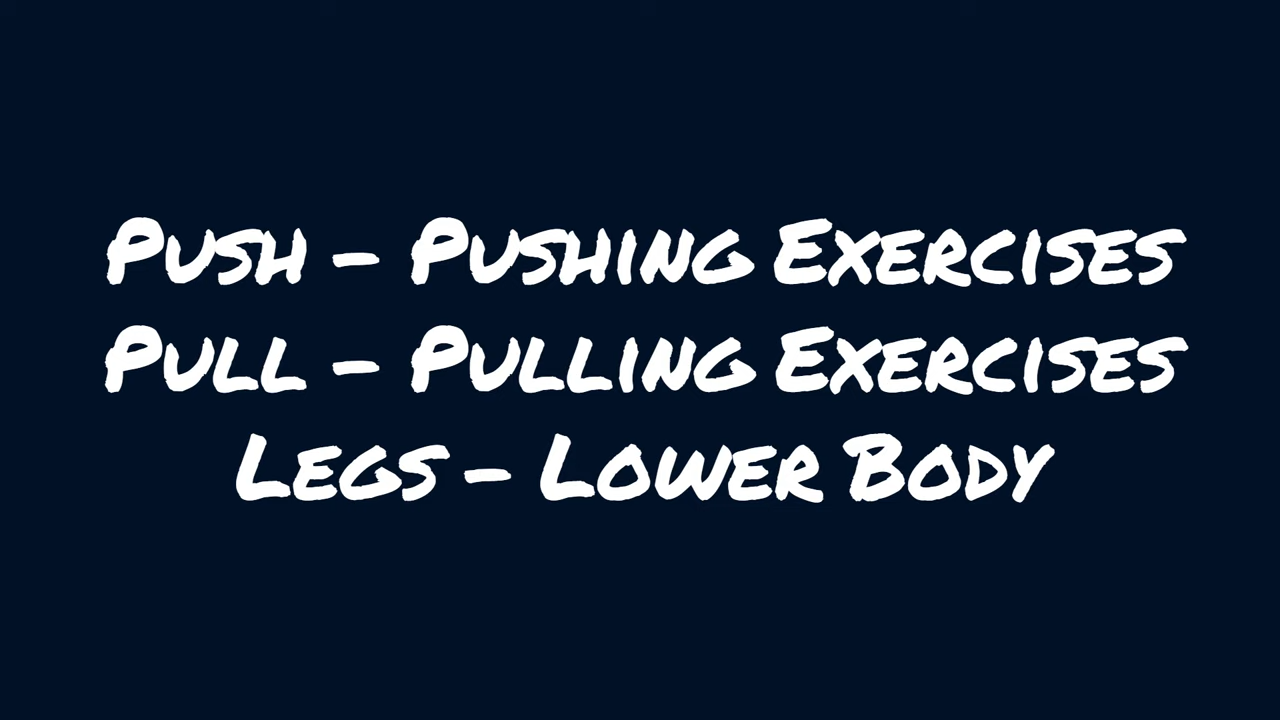 Push - Pushing Exercises
Pull - Pulling Exercises
Legs - Lower Body